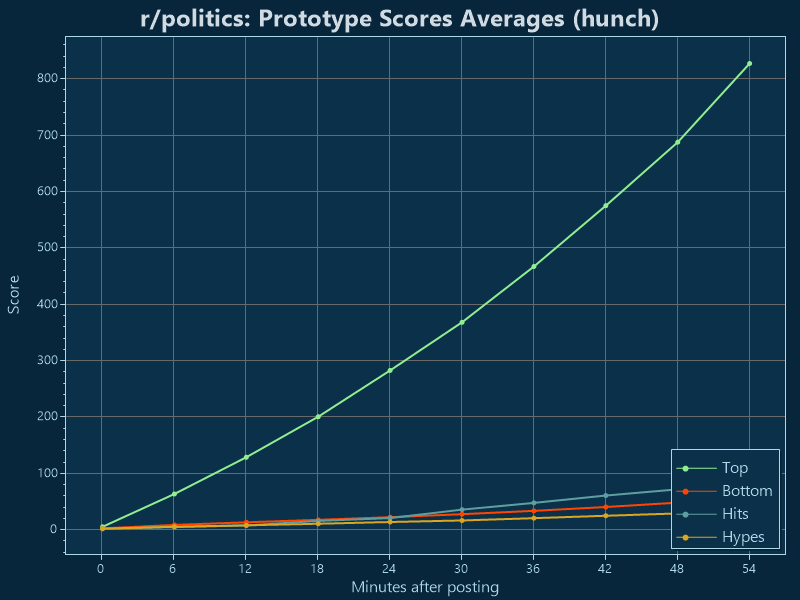 r/politics: Prototype Scores Averages (hunch)
800
700
600
500
400
300
200
100
0
Score
0 6 12 18 24 30 36 42 48 54
Minutes after posting
Top
Bottom
Hits
Hypes